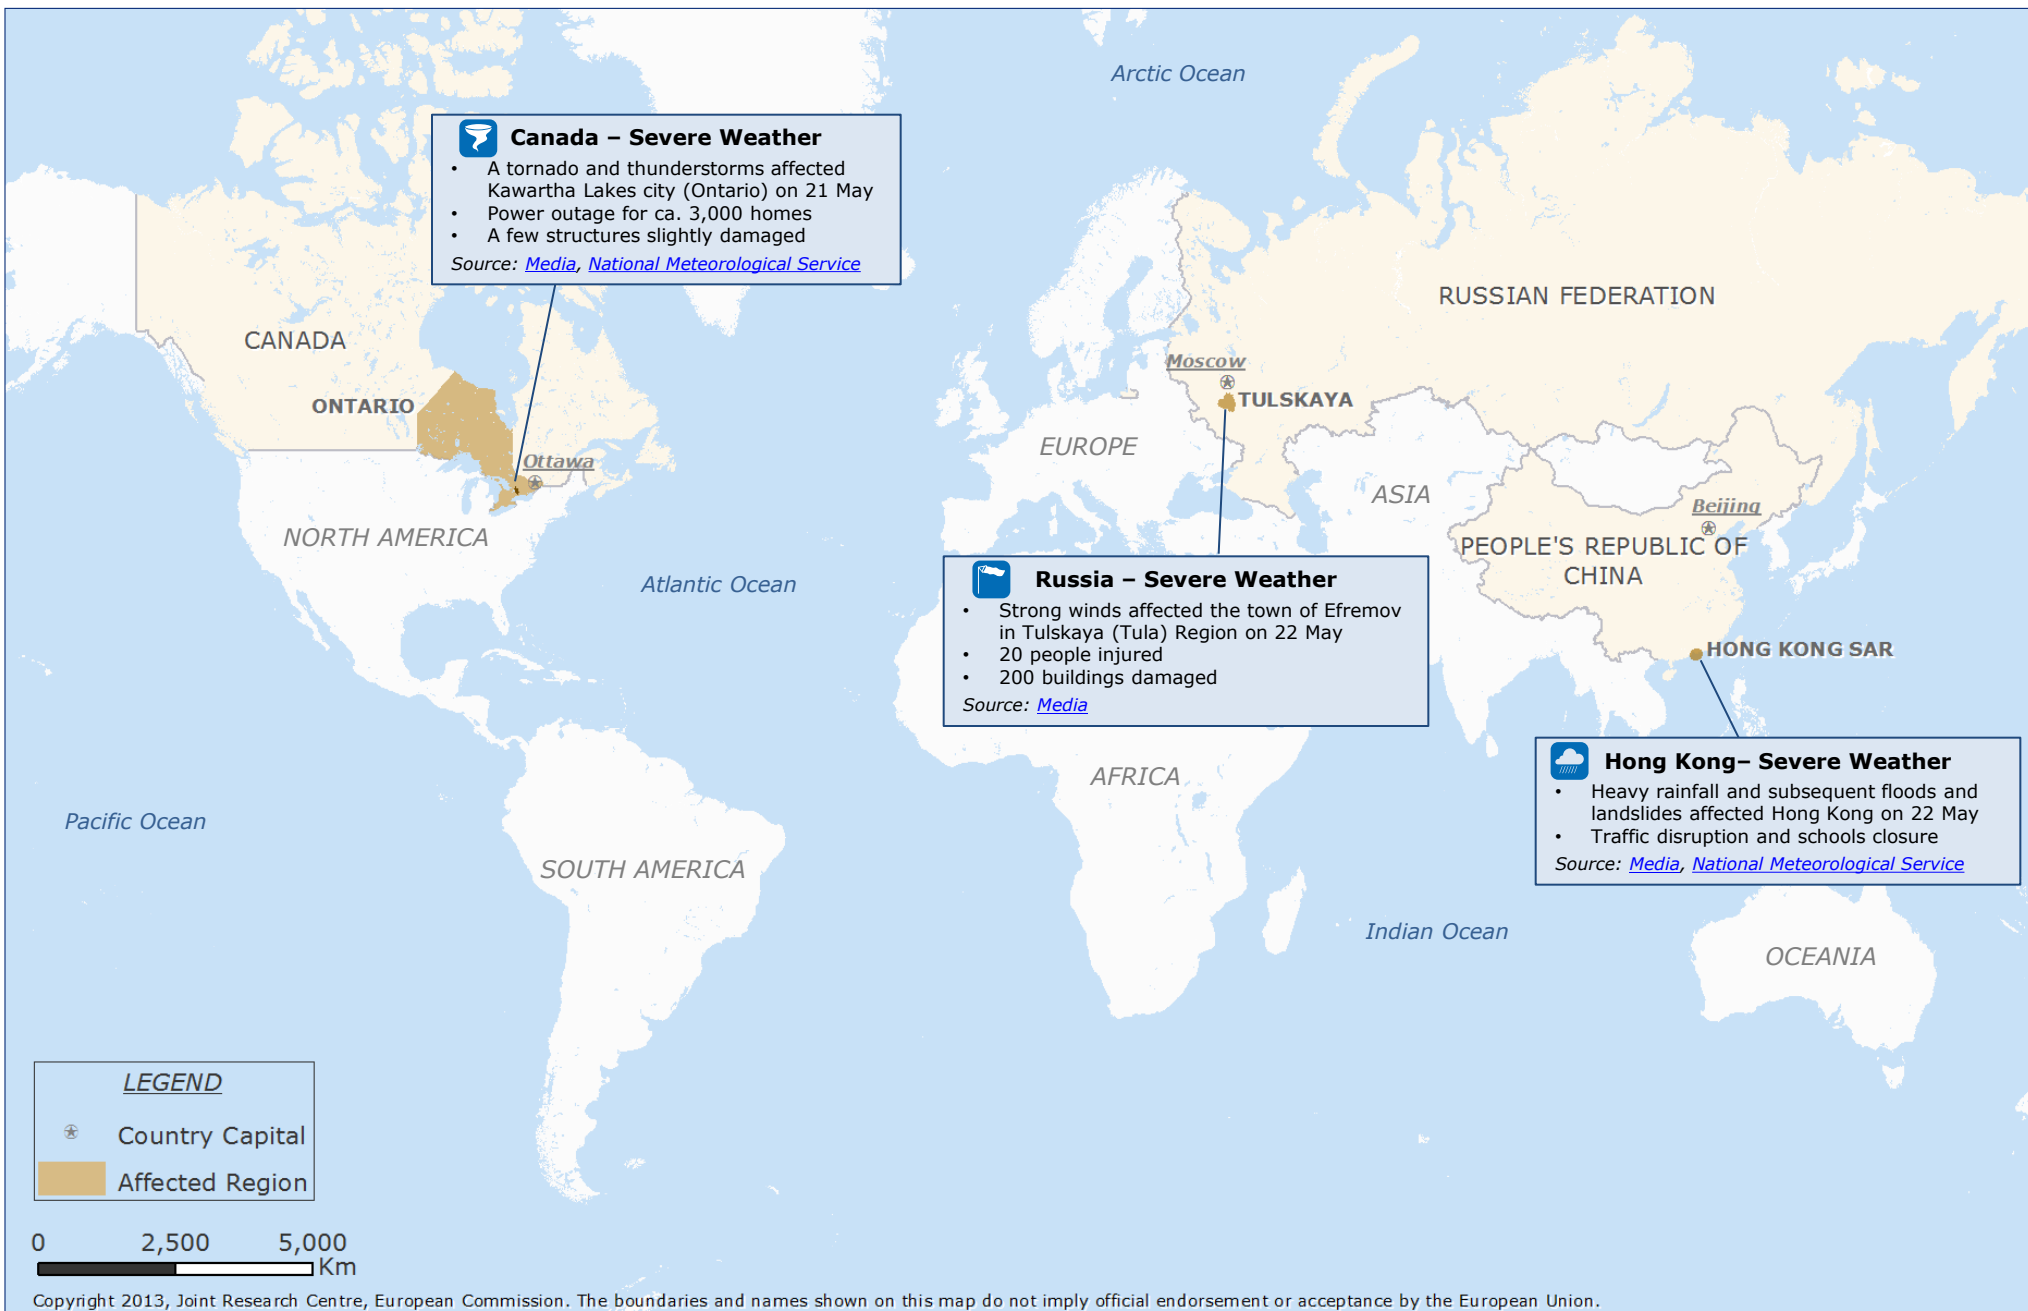 Arctic Ocean
Canada – Severe Weather
• A tornado and thunderstorms affected
Kawartha Lakes city (Ontario) on 21 May
• Power outage for ca. 3,000 homes
• A few structures slightly damaged
Source: Media, National Meteorological Service
RUSSIAN FEDERATION
CANADA
Moscow
ONTARIO
TULSKAYA
EUROPE
Ottawa
ASIA
Beijing
NORTH AMERICA
PEOPLE'S REPUBLIC OF
CHINA
Atlantic Ocean
Russia – Severe Weather
• Strong winds affected the town of Efremov
in Tulskaya (Tula) Region on 22 May
• 20 people injured
• 200 buildings damaged
Source: Media
HONG KONG SAR
Hong Kong– Severe Weather
• Heavy rainfall and subsequent floods and
landslides affected Hong Kong on 22 May
• Traffic disruption and schools closure
Source: Media, National Meteorological Service
AFRICA
Pacific Ocean
SOUTH AMERICA
Indian Ocean
OCEANIA
LEGEND
Country Capital
Affected Region
0 2,500 5,000
Km
Copyright 2013, Joint Research Centre, European Commission. The boundaries and names shown on this map do not imply official endorsement or acceptance by the European Union.